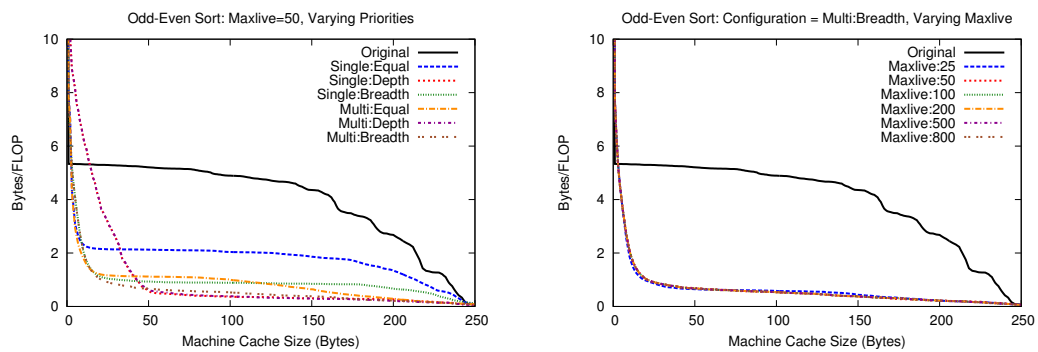 Odd-Even Sort: Maxlive=50, Varying Priorities
10
8
6
4
2
0
Bytes/FLOP
Original
Single:Equal
Single:Depth
Single:Breadth
Multi:Equal
Multi:Depth
Multi:Breadth
0 50 100 150 200 250
Machine Cache Size (Bytes)
Odd-Even Sort: Configuration = Multi:Breadth, Varying Maxlive
10
8
6
4
2
0
Bytes/FLOP
Original
Maxlive:25
Maxlive:50
Maxlive:100
Maxlive:200
Maxlive:500
Maxlive:800
0 50 100 150 200 250
Machine Cache Size (Bytes)